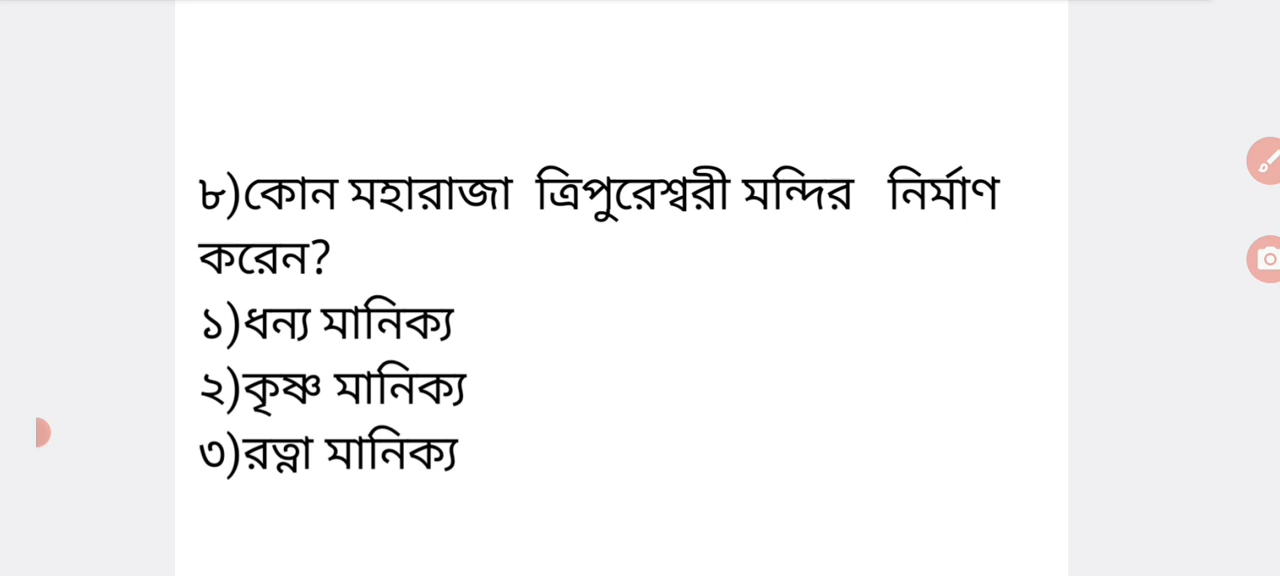 ৮)কোন মহারাজা ত্রিপুরেশ্বরী মন্দির নির্মাণ
করেন?
১)ধন্য মানিক্য
২)কৃষ্ণ মানিক্য
৩)রত্না মানিক্য